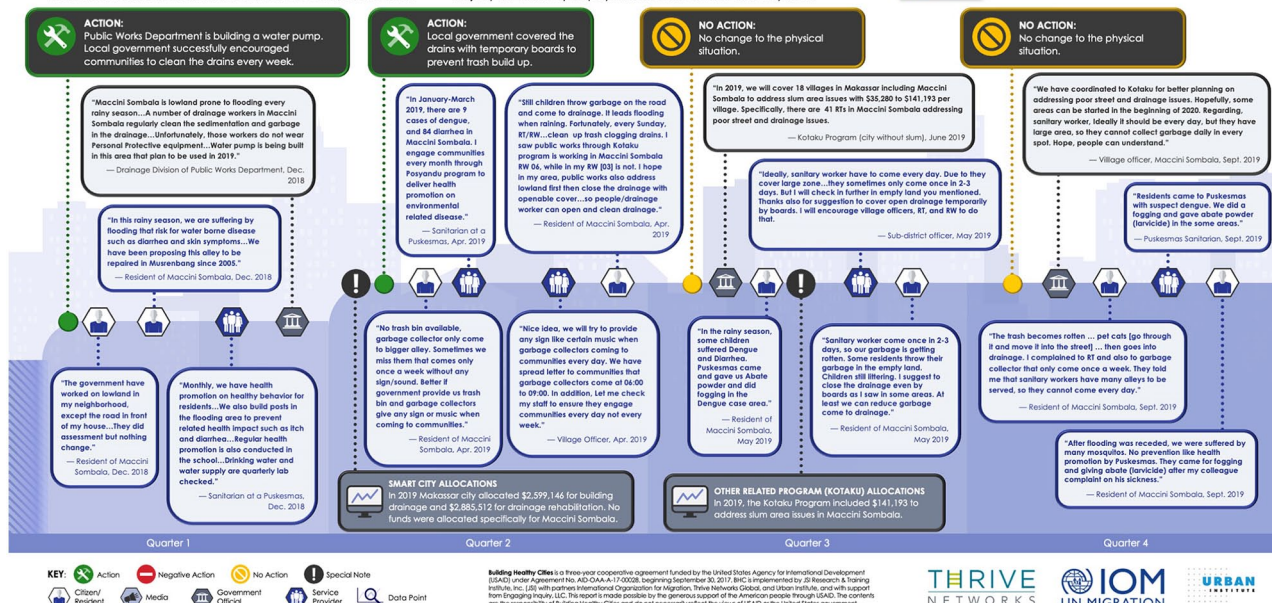 ACTION:
Public Works Department is building a water pump.
Local government successfully encouraged
communities to clean the drains every week.
ACTION:
Local government covered the
drains with temporary boards to
prevent trash build up.
NO ACTION:
No change to the physical
situation.
NO ACTION:
No change to the physical
situation.
"Maccini Sombala is lowland prone to flooding every
rainy season...A number of drainage workers in Maccini
Sombala regularly clean the sedimentation and garbage
in the drainage...Unfortunately, those workers do not wear
Personal Protective equipment...Water pump is being built
in this area that plan to be used in 2019."
— Drainage Division of Public Works Department, Dec.
2018
"In this rainy season, we are suffering by
flooding that risk for water borne disease
such as diarrhea and skin symptoms...We
have been proposing this alley to be
repaired in Musrenbang since 2005."
— Resident of Maccini Sombala, Dec. 2018
"The government have
worked on lowland in
my neighborhood,
except the road in front
of my house...They did
assessment but nothing
change."
— Resident of Maccini
Sombala, Dec. 2018
"Monthly, we have health
promotion on healthy behavior for
residents...We also build posts in
the flooding area to prevent
related health impact such as itch
and diarrhea...Regular health
promotion is also conducted in
the school...Drinking water and
water supply are quarterly lab
checked."
— Sanitarian at a Puskesmas,
Dec. 2018
"In January-March
2019, there are 9
cases of dengue,
and 84 diarrhea in
Maccini Sombala. I
engage communities
every month through
Posyandu program to
deliver health
promotion on
environmental
related disease."
— Sanitarian at a
Puskesmas, Apr. 2019
"Still children throw garbage on the road
and come to drainage. It leads flooding
when raining. Fortunately, every Sunday,
RT/RW...clean up trash clogging drains. I
saw public works through Kotaku
program is working in Maccini Sombala
RW 06, while in my RW [03] is not. I hope
in my area, public works also address
lowland first then close the drainage with
openable cover...so people/drainage
worker can open and clean drainage."
— Resident of Maccini Sombala, Apr.
2019
"No trash bin available,
garbage collector only come
to bigger alley. Sometimes we
miss them that comes only
once a week without any
sign/sound. Better if
government provide us trash
bin and garbage collectors
give any sign or music when
coming to communities."
— Resident of Maccini
Sombala, Apr. 2019
"Nice idea, we will try to provide
any sign like certain music when
garbage collectors coming to
communities every day. We have
spread letter to communities that
garbage collectors come at 06:00
to 09:00. In addition, Let me check
my staff to ensure they engage
communities every day not every
week."
— Village Officer, Apr. 2019
SMART CITY ALLOCATIONS
In 2019 Makassar city allocated $2,599,146 for building
drainage and $2,885,512 for drainage rehabilitation. No
funds were allocated specifically for Maccini Sombala.
"In 2019, we will cover 18 villages in Makassar including
Maccini Sombala to address slum area issues with $35,280 to $141,193 per
village. Specifically, there are 41 RTs in Maccini Sombala addressing
poor street and drainage issues.
— Kotaku Program (city without slum), June 2019
"Ideally, sanitary worker have to come every day. Due to they
cover large zone...they sometimes only come once in 2-3
days. But I will check in further in empty land you mentioned.
Thanks also for suggestion to cover open drainage temporarily
by boards. I will encourage village officers, RT, and RW to do
that.
— Sub-district officer, May 2019
"In the rainy season,
some children
suffered Dengue
and Diarrhea.
Puskesmas came
and gave us Abate
powder and did
fogging in the
Dengue case area."
— Resident of
Maccini Sombala,
May 2019
"Sanitary worker come once in 2-3
days, so our garbage is getting
rotten. Some residents throw their
garbage in the empty land.
Children still littering. I suggest to
close the drainage even by
boards as I saw in some areas. At
least we can reduce garbage
come to drainage."
— Resident of Maccini Sombala,
May 2019
OTHER RELATED PROGRAM (KOTAKU) ALLOCATIONS
In 2019, the Kotaku Program included $141,193 to
address slum area issues in Maccini Sombala.
"We have coordinated to Kotaku for better planning on
addressing poor street and drainage issues. Hopefully, some
areas can be started in the beginning of 2020. Regarding,
sanitary worker, Ideally it should be every day, but they have
large area, so they cannot collect garbage daily in every
spot. Hope, people can understand."
— Village officer, Maccini Sombala, Sept. 2019
"Residents came to Puskesmas
with suspect dengue. We did a
fogging and gave abate powder
(larvicide) in the some areas."
— Puskesmas Sanitarian, Sept. 2019
"The trash becomes rotten ... pet cats [go through
it and move it into the street] ... then goes into
drainage. I complained to RT and also to garbage
collector that only come once a week. They told
me that sanitary workers have many alleys to be
served, so they cannot come every day."
— Resident of Maccini Sombala, Sept. 2019
"After flooding was receded, we were suffered by
many mosquitos. No prevention like health
promotion by Puskesmas. They came for fogging
and giving abate (larvicide) after my colleague
complaint on his sickness."
— Resident of Maccini Sombala, Sept. 2019
Quarter 1
Quarter 2
Quarter 3
Quarter 4
KEY:
Action
Negative Action
No Action
Special Note
Citizen/
Resident
Media
Government
Official
Service
Provider
Data Point
Building Healthy Cities is a three-year cooperative agreement funded by the United States Agency for International Development
(USAID) under Agreement No. AID-OAA-A-17-00028, beginning September 30, 2017. BHC is implemented by JSI Research & Training
Institute, Inc. (JSI) with partners International Organization for Migration, Thrive Networks Global, and Urban Institute, and with support
from Engaging Inquiry, LLC. This report is made possible by the generous support of the American people through USAID. The contents
THRIVE
NETWORKS
IOM
UN MIGRATION
URBAN
INSTITUTE